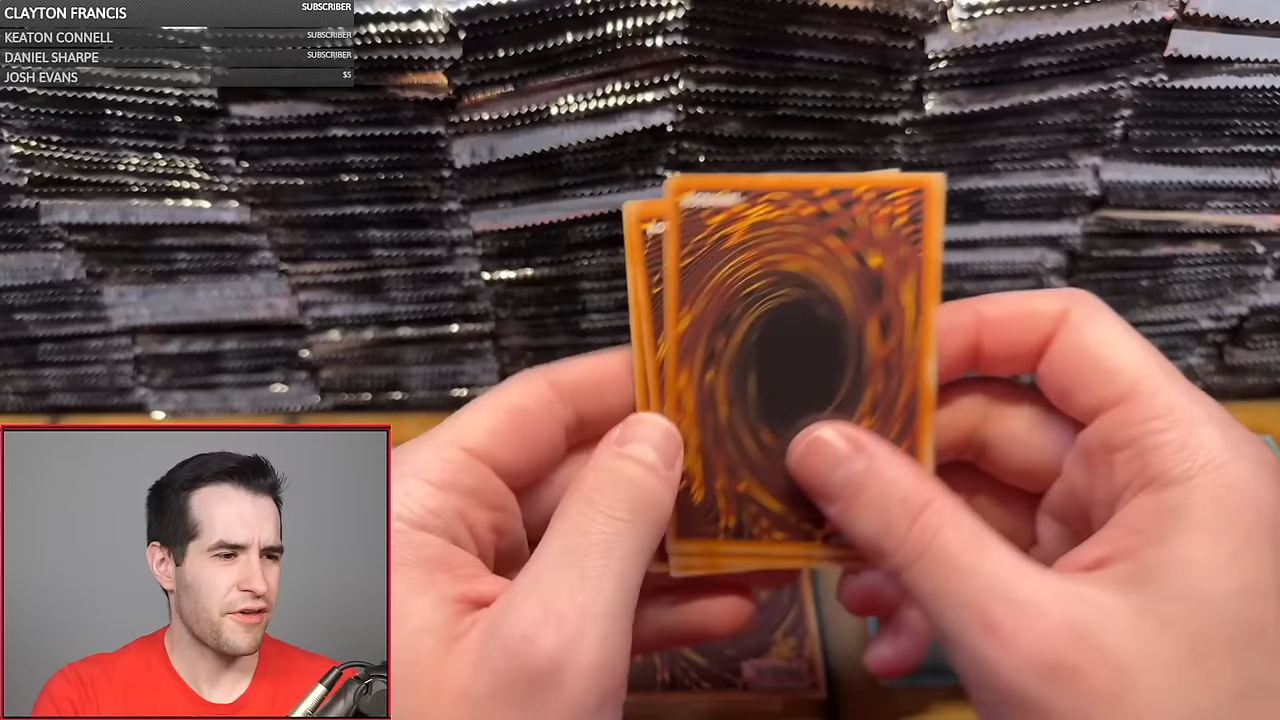 CLAYTON FRANCIS SUBSCRIBER
KEATON CONNELL SUBSCRIBER
DANIEL SHARPE SUBSCRIBER
JOSH EVANS $5